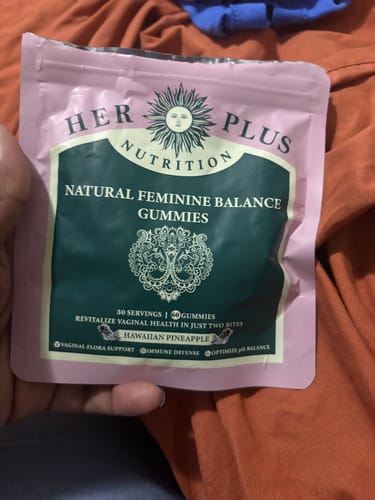 HER PLUS
NUTRITION
NATURAL FEMININE BALANCE
GUMMIES
30 SERVINGS | 60 GUMMIES
REVITALIZE VAGINAL HEALTH IN JUST TWO BITES
HAWAIIAN PINEAPPLE
VAGINAL FLORA SUPPORT IMMUNE DEFENSE OPTIMIZE pH BALANCE